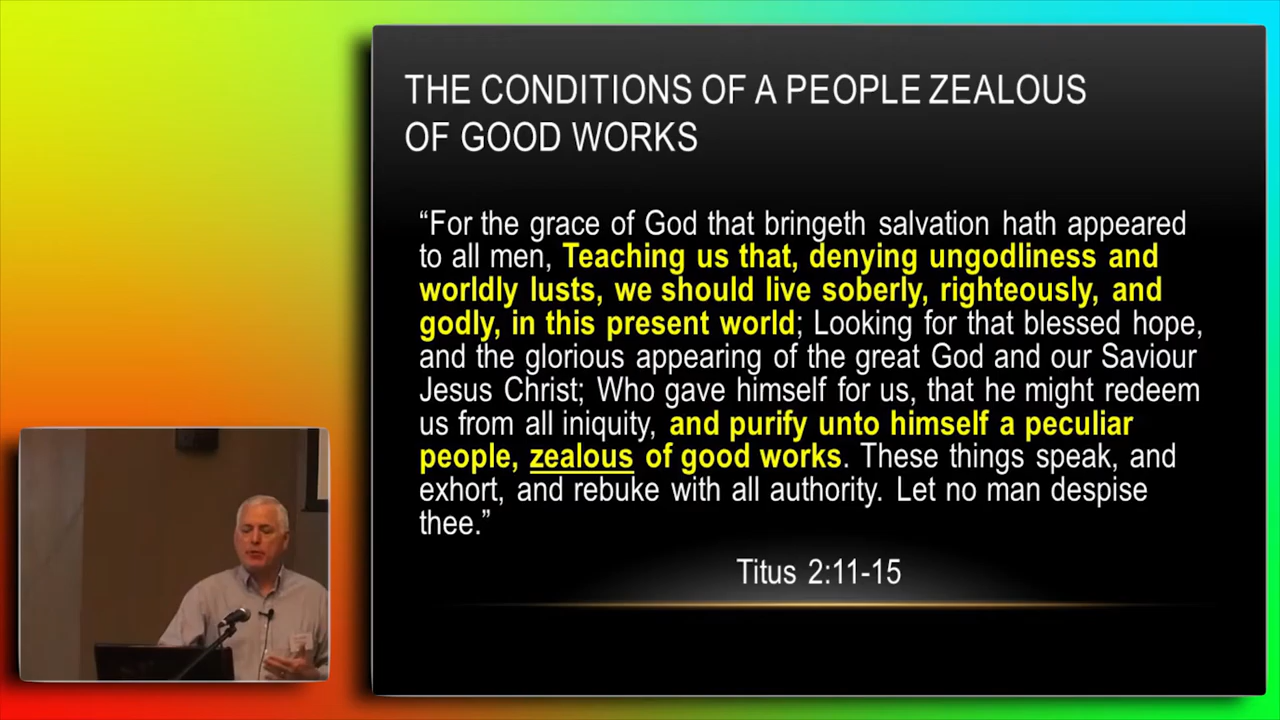 THE CONDITIONS OF A PEOPLE ZEALOUS
OF GOOD WORKS
“For the grace of God that bringeth salvation hath appeared
to all men, Teaching us that, denying ungodliness and
worldly lusts, we should live soberly, righteously, and
godly, in this present world; Looking for that blessed hope,
and the glorious appearing of the great God and our Saviour
Jesus Christ; Who gave himself for us, that he might redeem
us from all iniquity, and purify unto himself a peculiar
people, zealous of good works. These things speak, and
exhort, and rebuke with all authority. Let no man despise
thee.”
Titus 2:11-15